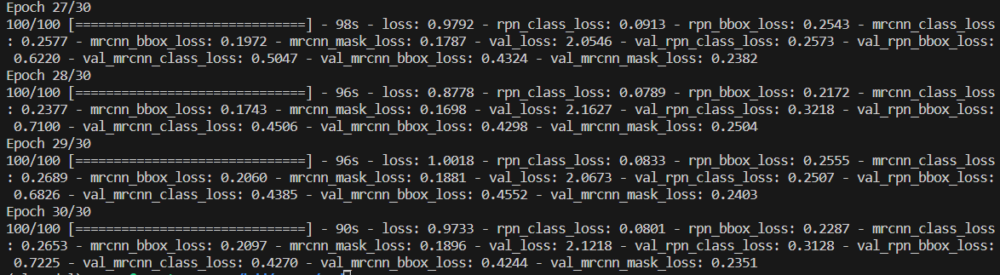 Epoch 27/30
100/100 [==============================] - 98s - loss: 0.9792 - rpn_class_loss: 0.0913 - rpn_bbox_loss: 0.2543 - mrcnn_class_loss
: 0.2577 - mrcnn_bbox_loss: 0.1972 - mrcnn_mask_loss: 0.1787 - val_loss: 2.0546 - val_rpn_class_loss: 0.2573 - val_rpn_bbox_loss:
 0.6220 - val_mrcnn_class_loss: 0.5047 - val_mrcnn_bbox_loss: 0.4324 - val_mrcnn_mask_loss: 0.2382
Epoch 28/30
100/100 [==============================] - 96s - loss: 0.8778 - rpn_class_loss: 0.0789 - rpn_bbox_loss: 0.2172 - mrcnn_class_loss
: 0.2377 - mrcnn_bbox_loss: 0.1743 - mrcnn_mask_loss: 0.1698 - val_loss: 2.1627 - val_rpn_class_loss: 0.3218 - val_rpn_bbox_loss:
 0.7100 - val_mrcnn_class_loss: 0.4506 - val_mrcnn_bbox_loss: 0.4298 - val_mrcnn_mask_loss: 0.2504
Epoch 29/30
100/100 [==============================] - 96s - loss: 1.0018 - rpn_class_loss: 0.0833 - rpn_bbox_loss: 0.2555 - mrcnn_class_loss
: 0.2689 - mrcnn_bbox_loss: 0.2060 - mrcnn_mask_loss: 0.1881 - val_loss: 2.0673 - val_rpn_class_loss: 0.2507 - val_rpn_bbox_loss:
 0.6826 - val_mrcnn_class_loss: 0.4385 - val_mrcnn_bbox_loss: 0.4552 - val_mrcnn_mask_loss: 0.2403
Epoch 30/30
100/100 [==============================] - 90s - loss: 0.9733 - rpn_class_loss: 0.0801 - rpn_bbox_loss: 0.2287 - mrcnn_class_loss
: 0.2653 - mrcnn_bbox_loss: 0.2097 - mrcnn_mask_loss: 0.1896 - val_loss: 2.1218 - val_rpn_class_loss: 0.3128 - val_rpn_bbox_loss:
 0.7225 - val_mrcnn_class_loss: 0.4270 - val_mrcnn_bbox_loss: 0.4244 - val_mrcnn_mask_loss: 0.2351